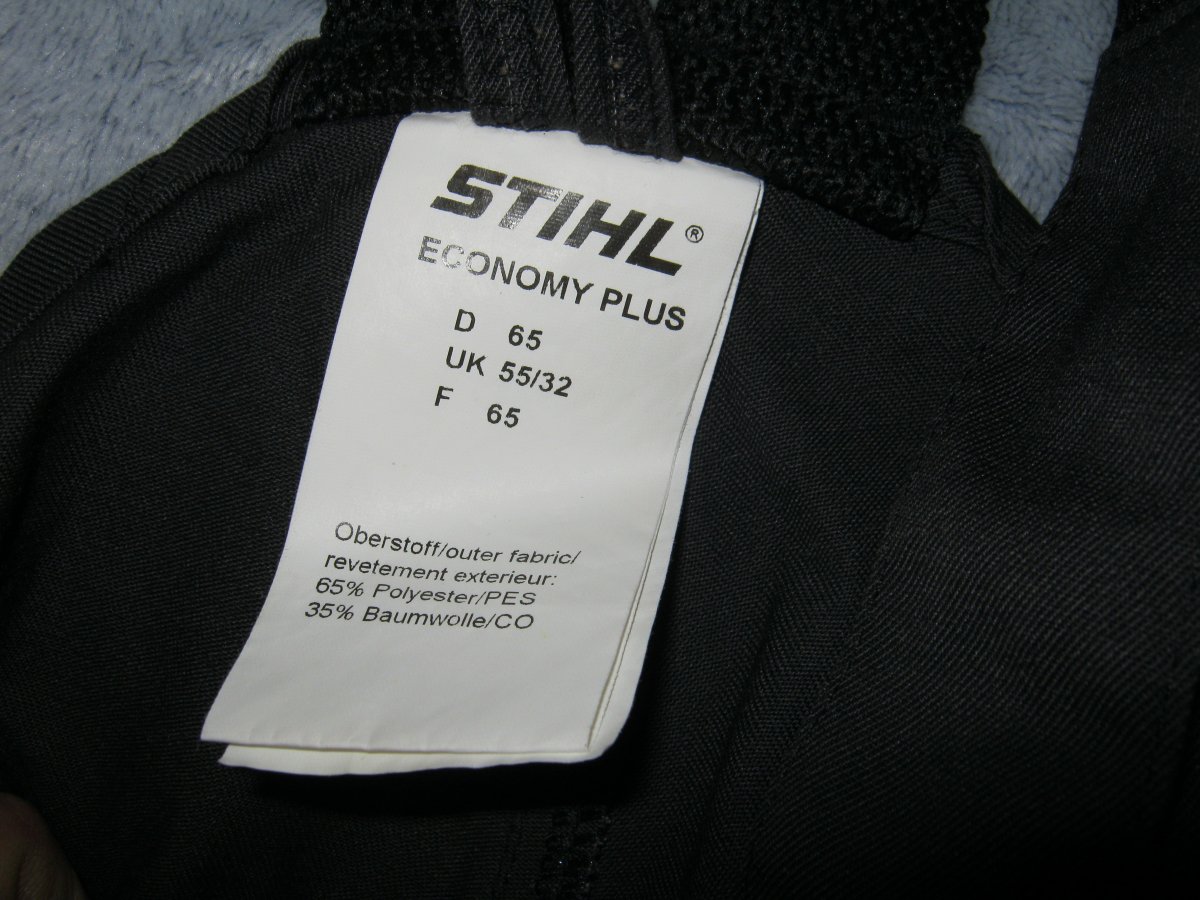 STIHL®
ECONOMY PLUS
D 65
UK 55/32
F 65
Oberstoff/outer fabric/
revetement exterieur:
65% Polyester/PES
35% Baumwolle/CO